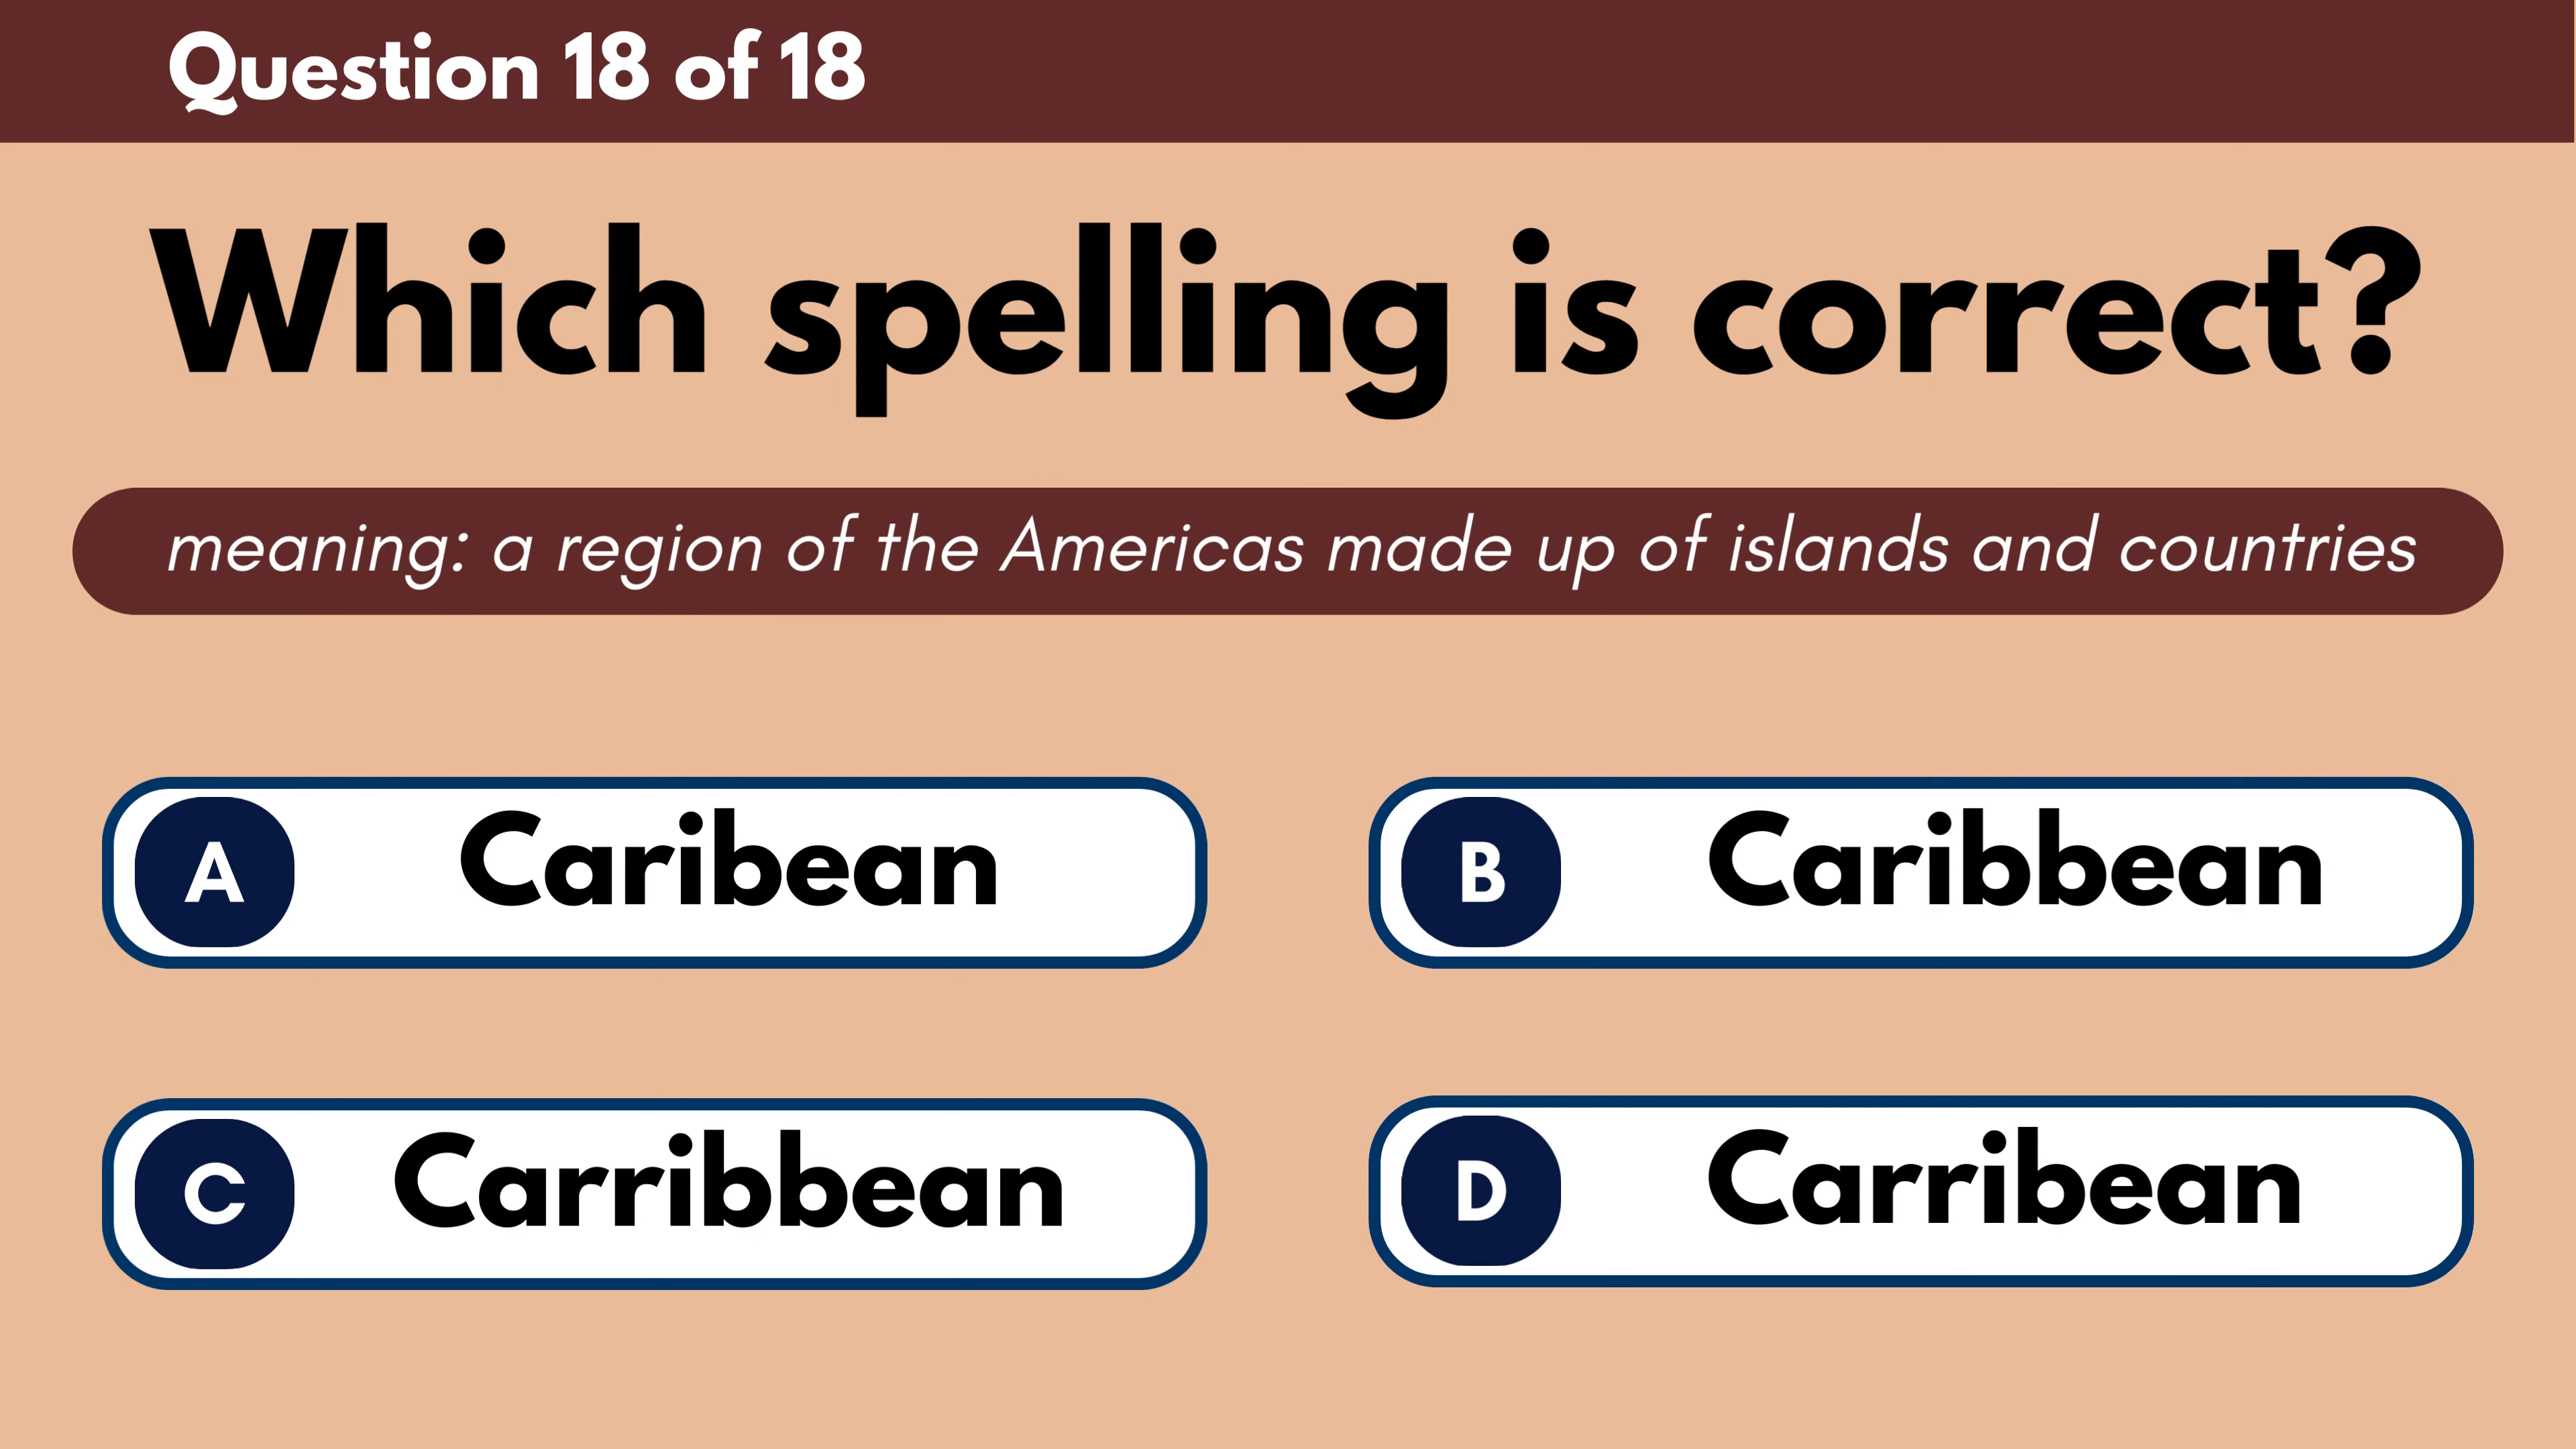 Question 18 of 18
Which spelling is correct?
meaning: a region of the Americas made up of islands and countries
A Caribean
B Caribbean
C Carribbean
D Carribean